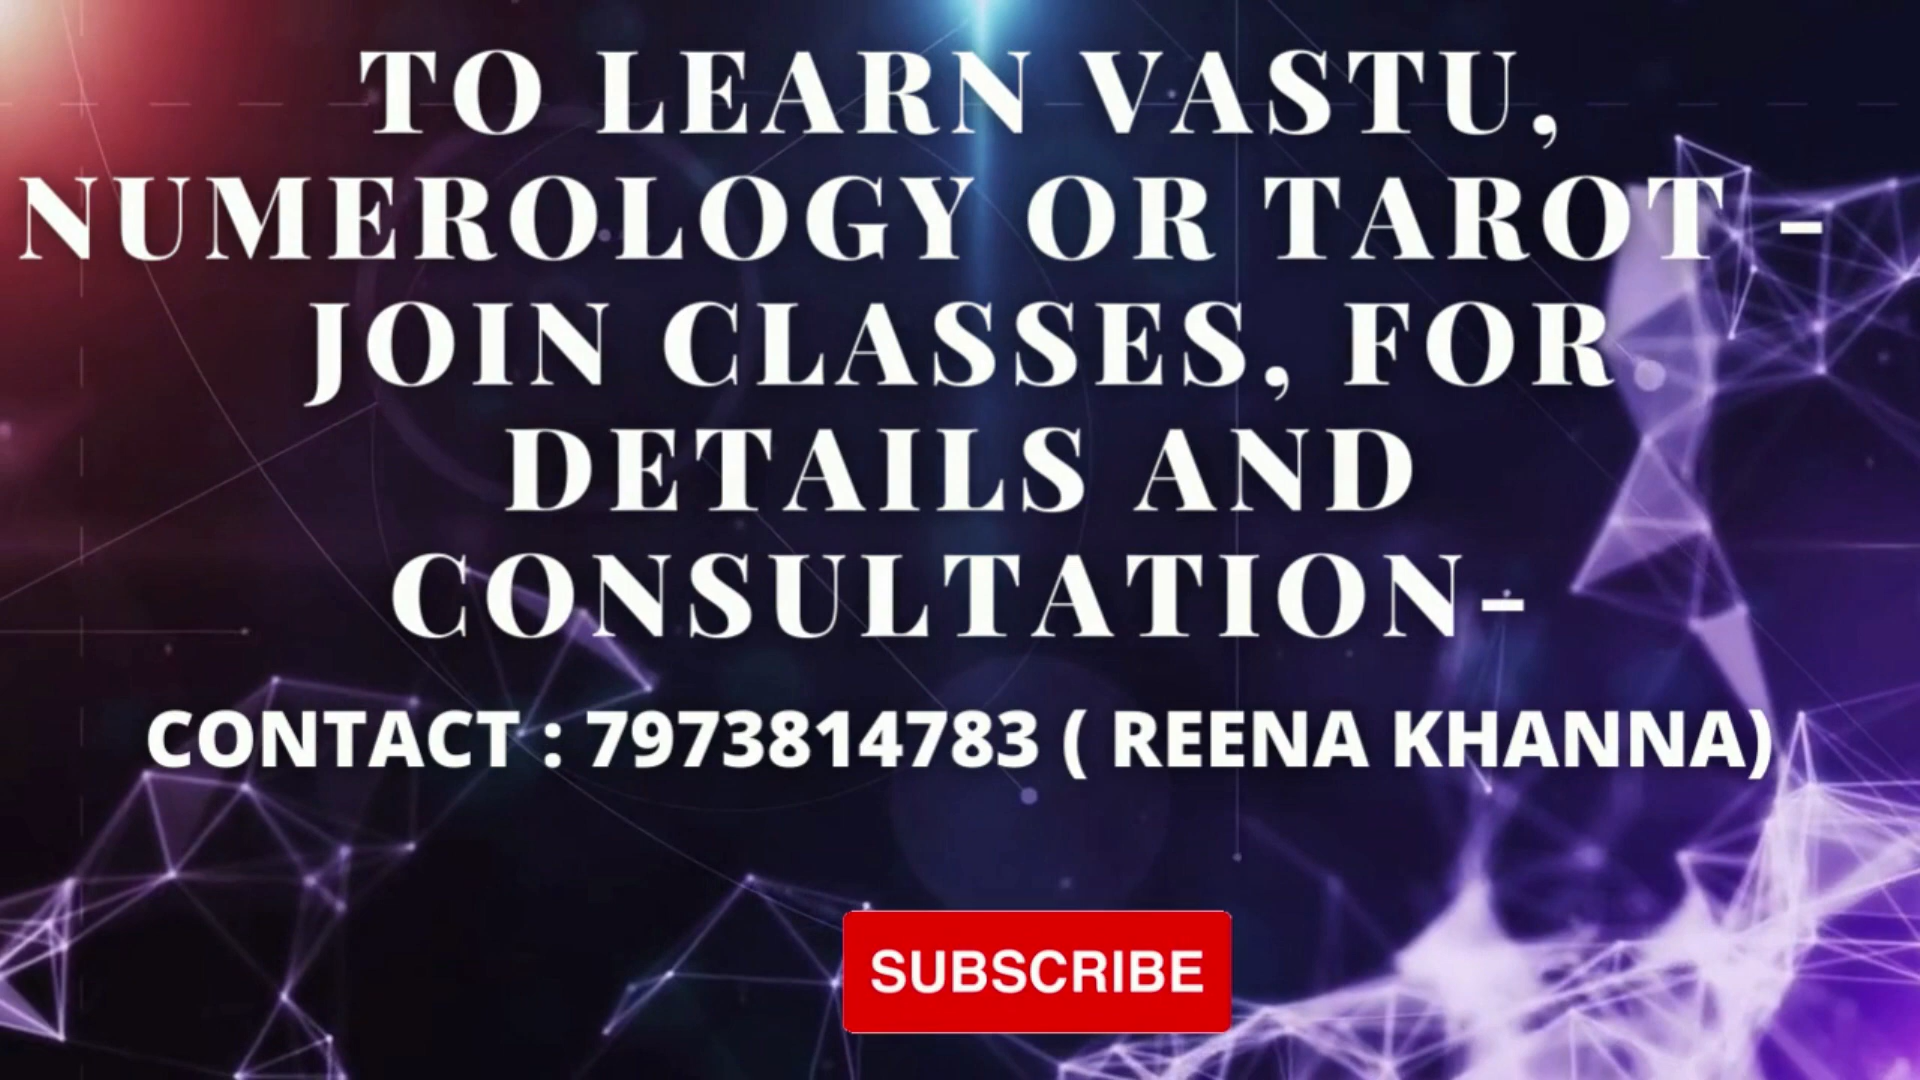 TO LEARN VASTU,
NUMEROLOGY OR TAROT -
JOIN CLASSES, FOR
DETAILS AND
CONSULTATION-
CONTACT : 7973814783 ( REENA KHANNA)
SUBSCRIBE